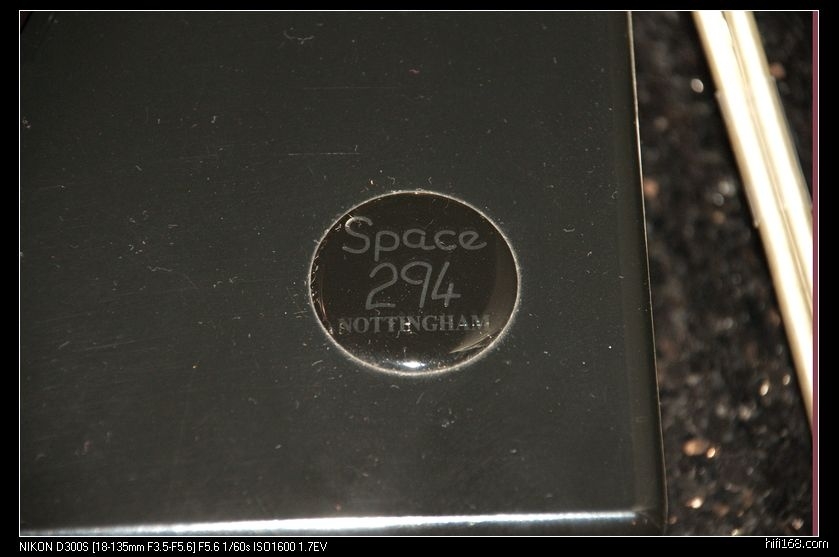 Space
294
NOTTINGHAM
NIKON D300S [18-135mm F3.5-F5.6] F5.6 1/60s ISO1600 1.7EV
hifi168.com